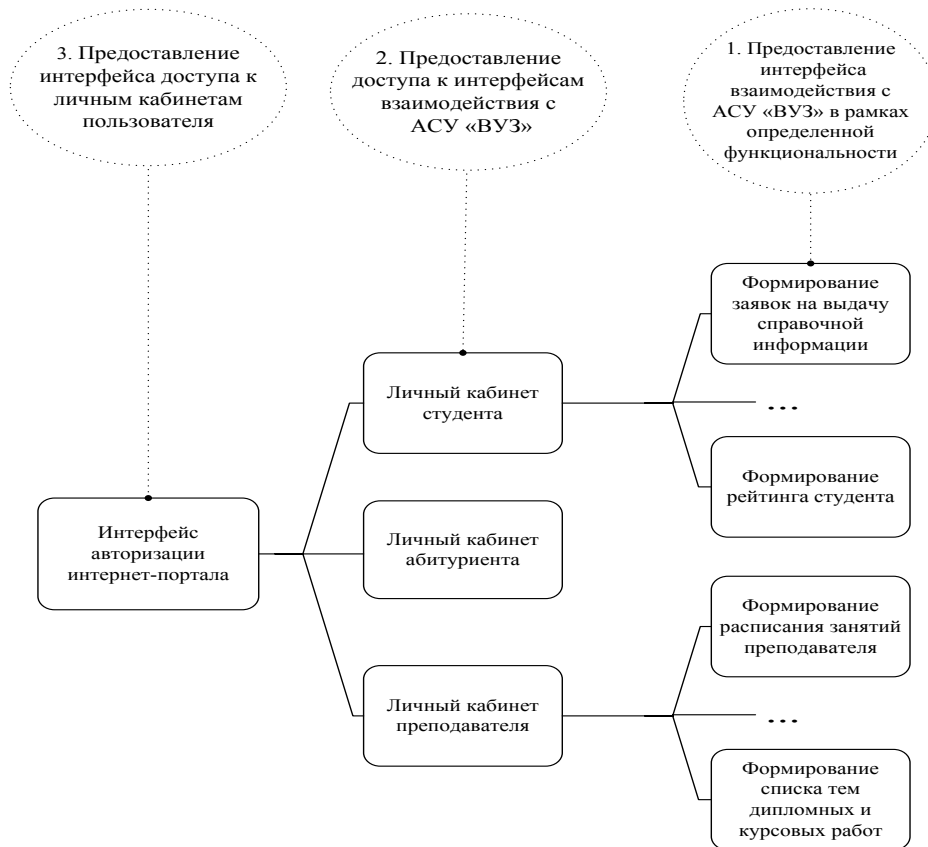 3. Предоставление
интерфейса доступа к
личным кабинетам
пользователя
2. Предоставление
доступа к интерфейсам
взаимодействия с
АСУ «ВУЗ»
1. Предоставление
интерфейса
взаимодействия с
АСУ «ВУЗ» в рамках
определенной
функциональности
Формирование
заявок на выдачу
справочной
информации
Личный кабинет
студента
...
Формирование
рейтинга студента
Интерфейс
авторизации
интернет-портала
Личный кабинет
абитуриента
Формирование
расписания занятий
преподавателя
Личный кабинет
преподавателя
...
Формирование
списка тем
дипломных и
курсовых работ